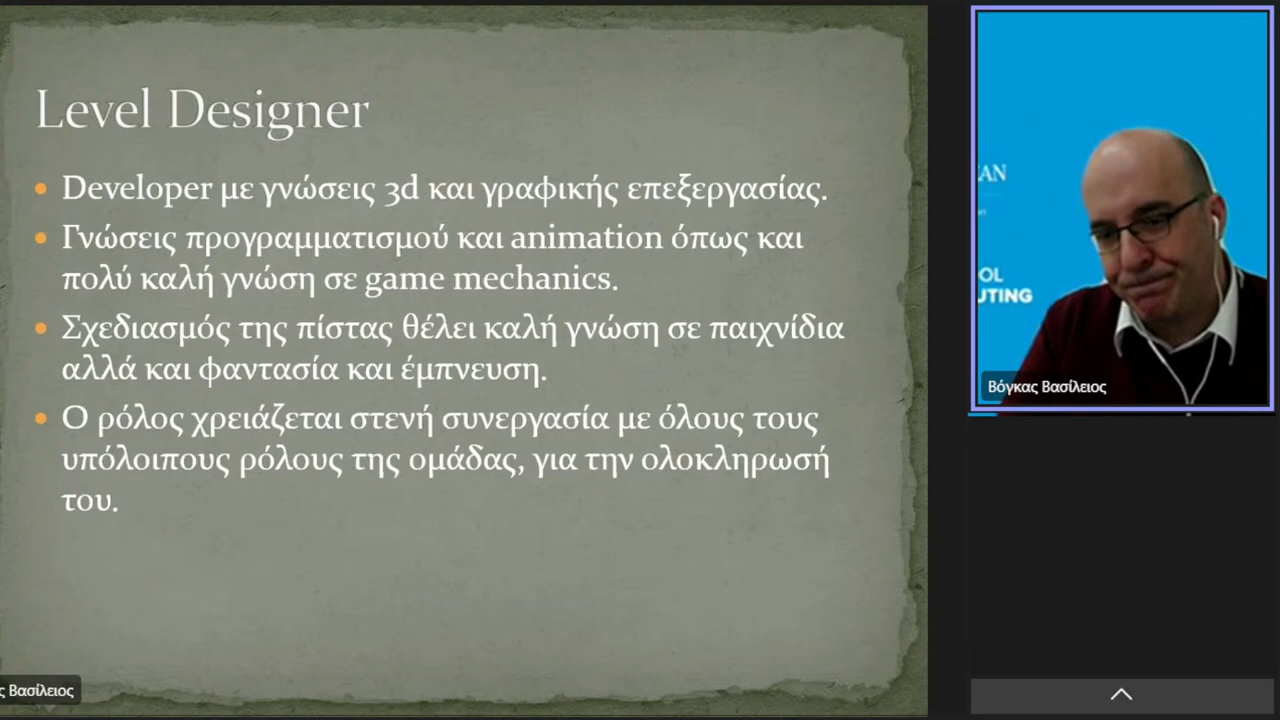 Level Designer
• Developer με γνώσεις 3d και γραφικής επεξεργασίας.
• Γνώσεις προγραμματισμού και animation όπως και
πολύ καλή γνώση σε game mechanics.
• Σχεδιασμός της πίστας θέλει καλή γνώση σε παιχνίδια
αλλά και φαντασία και έμπνευση.
• Ο ρόλος χρειάζεται στενή συνεργασία με όλους τους
υπόλοιπους ρόλους της ομάδας, για την ολοκληρωσή
του.
ς Βασίλειος
AN
OL
UTING
Βόγκας Βασίλειος